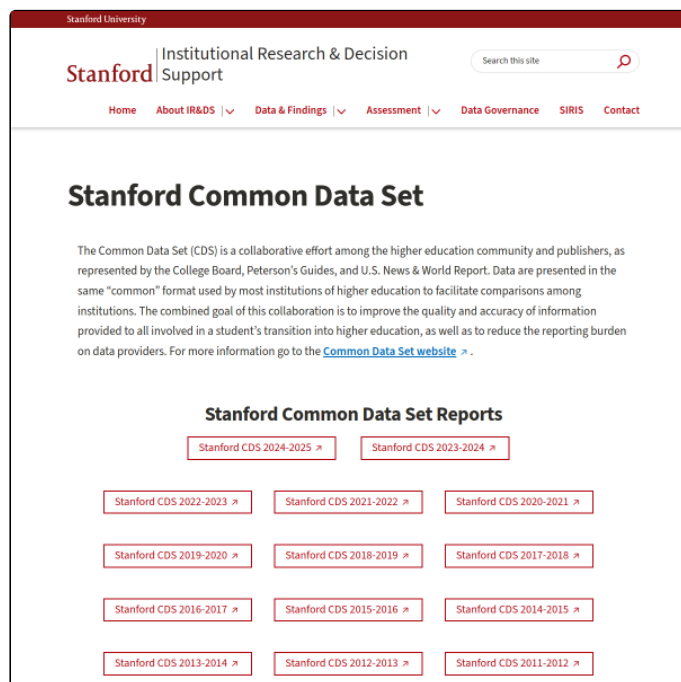 Stanford University
Institutional Research & Decision
Stanford Support
Search this site
Home About IR&DS Data & Findings Assessment Data Governance SIRIS Contact
Stanford Common Data Set
The Common Data Set (CDS) is a collaborative effort among the higher education community and publishers, as
represented by the College Board, Peterson's Guides, and U.S. News & World Report. Data are presented in the
same “common” format used by most institutions of higher education to facilitate comparisons among
institutions. The combined goal of this collaboration is to improve the quality and accuracy of information
provided to all involved in a student's transition into higher education, as well as to reduce the reporting burden
on data providers. For more information go to the Common Data Set website .
Stanford Common Data Set Reports
Stanford CDS 2024-2025 Stanford CDS 2023-2024
Stanford CDS 2022-2023 Stanford CDS 2021-2022 Stanford CDS 2020-2021
Stanford CDS 2019-2020 Stanford CDS 2018-2019 Stanford CDS 2017-2018
Stanford CDS 2016-2017 Stanford CDS 2015-2016 Stanford CDS 2014-2015
Stanford CDS 2013-2014 Stanford CDS 2012-2013 Stanford CDS 2011-2012